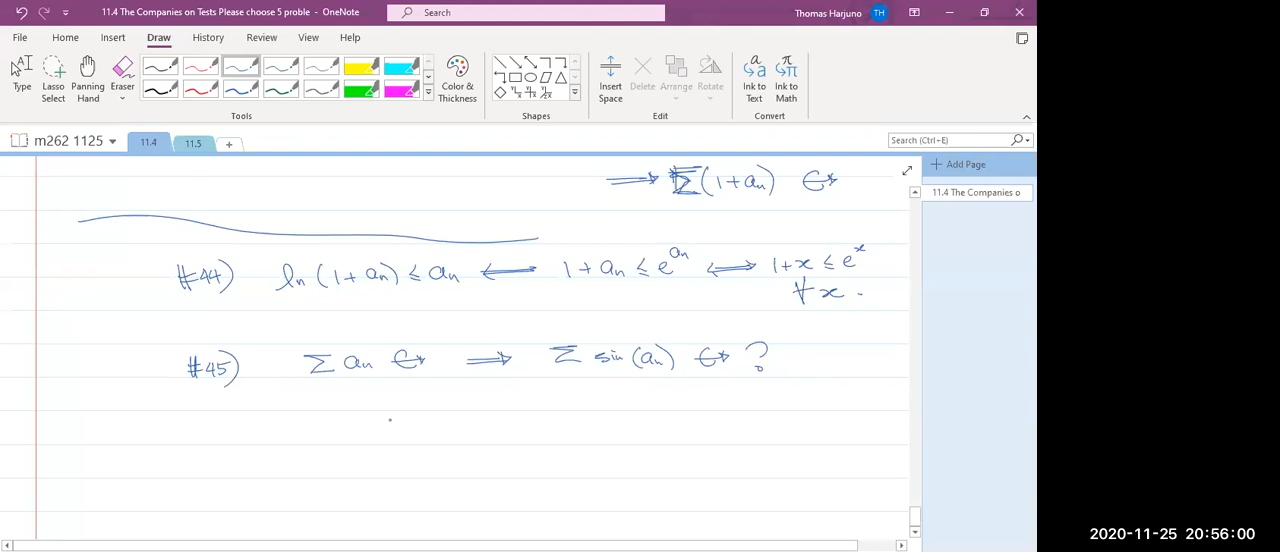 11.4 The Companies on Tests Please choose 5 proble - OneNote
Search
Thomas Harjuno TH
File Home Insert Draw History Review View Help
Type
Lasso Select
Panning Hand
Eraser
Color & Thickness
Insert Space
Delete
Arrange
Rotate
Ink to Text
Ink to Math
Tools Shapes Edit Convert
m262 1125 11.4 11.5 +
Search (Ctrl+E)
Add Page
11.4 The Companies o
⟹ Σ(1+an)
#44) ln(1+an) ≤ an ⟺ 1+an ≤ e^an ⟺ 1+x ≤ e^x
∀ x.
#45) Σ an ⟹ Σ sin(an) ?
2020-11-25 20:56:00